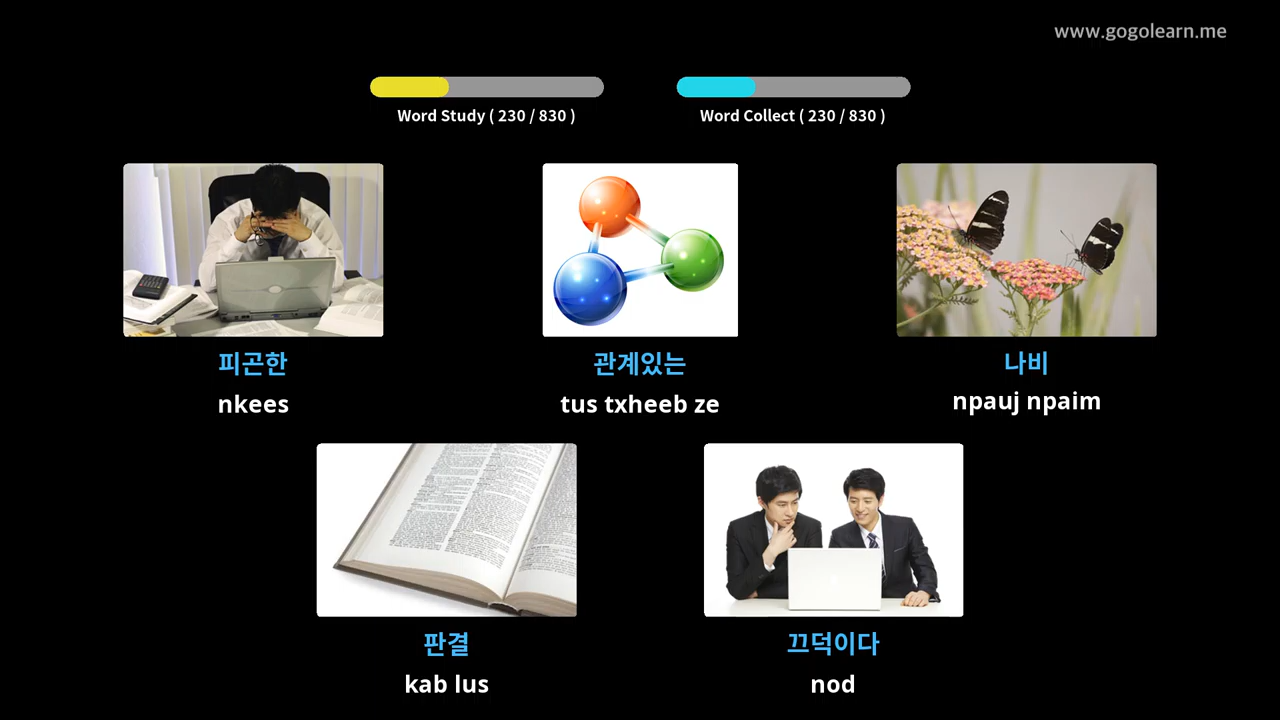 www.gogolearn.me
Word Study ( 230 / 830 )
Word Collect ( 230 / 830 )
피곤한
nkees
관계있는
tus txheeb ze
나비
npauj npaim
판결
kab lus
끄덕이다
nod